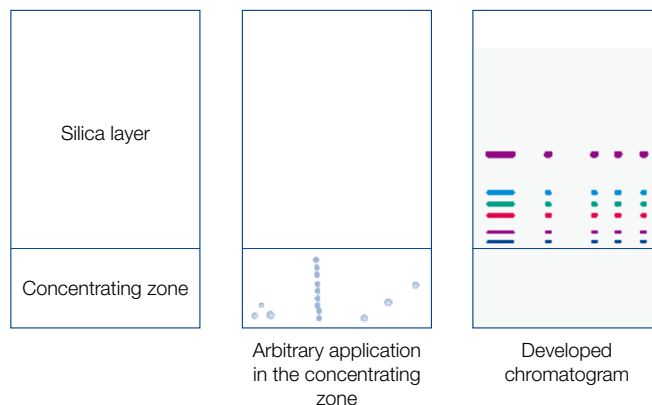 Silica layer
Concentrating zone
Arbitrary application
in the concentrating
zone
Developed
chromatogram